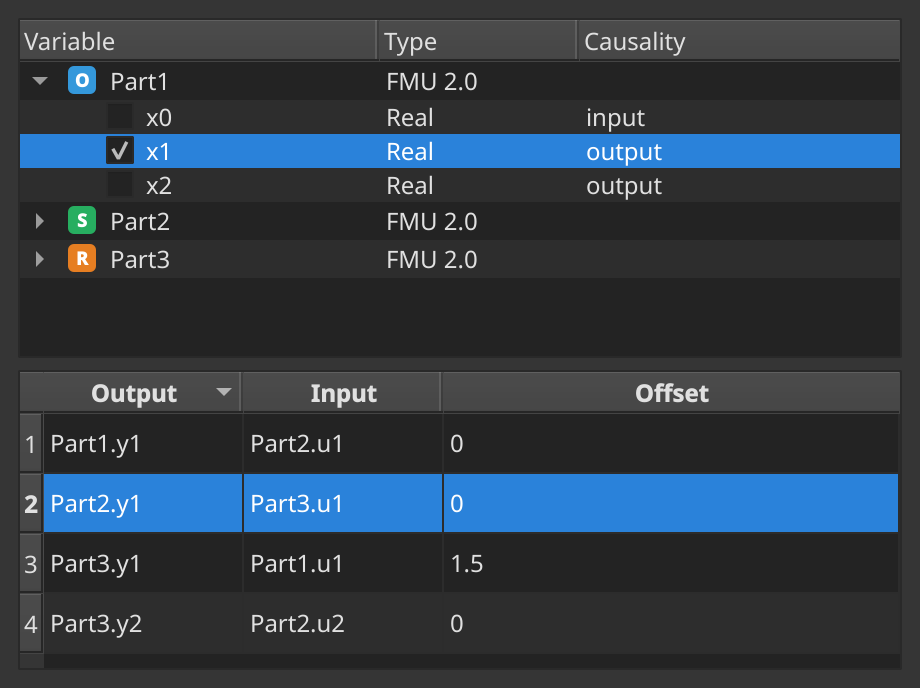 Variable Type Causality
O Part1 FMU 2.0
x0 Real input
x1 Real output
x2 Real output
S Part2 FMU 2.0
R Part3 FMU 2.0
Output Input Offset
1 Part1.y1 Part2.u1 0
2 Part2.y1 Part3.u1 0
3 Part3.y1 Part1.u1 1.5
4 Part3.y2 Part2.u2 0